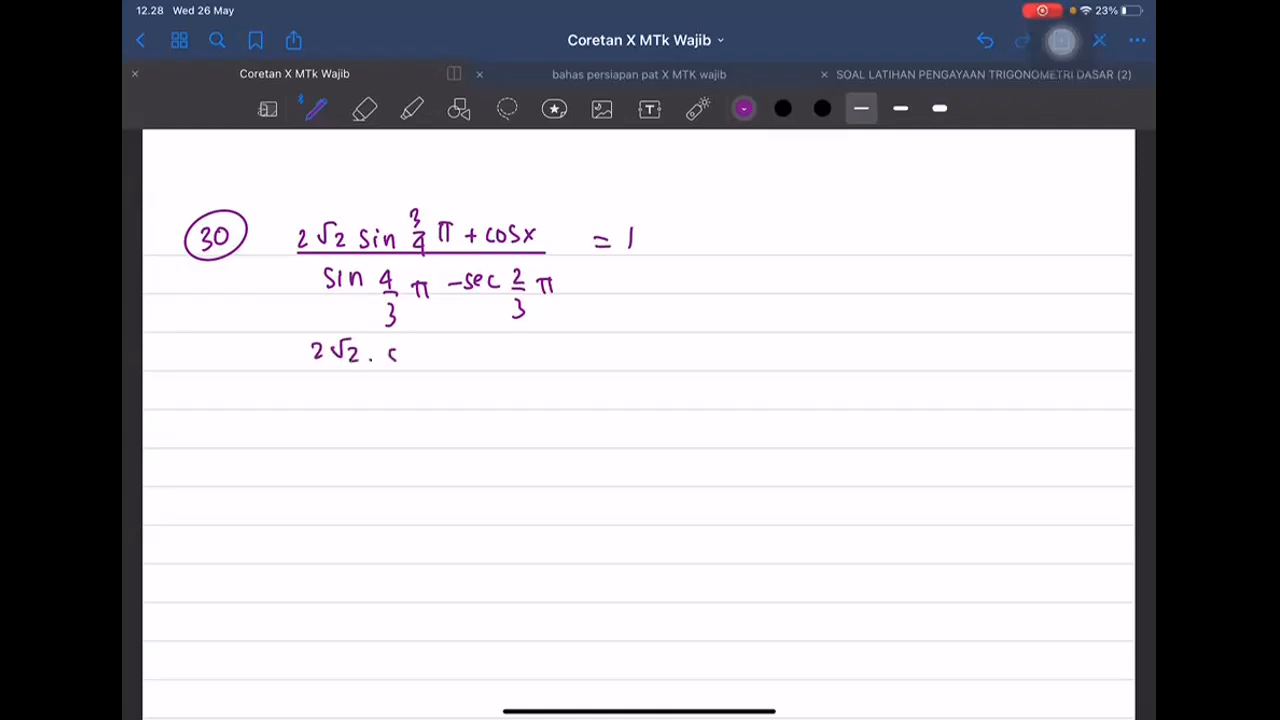 12.28 Wed 26 May
23%
Coretan X MTk Wajib
Coretan X MTk Wajib
bahas persiapan pat X MTK wajib
SOAL LATIHAN PENGAYAAN TRIGONOMETRI DASAR (2)
30
2√2 sin 3/4 π + cosx = 1
sin 4/3 π - sec 2/3 π
2√2 .